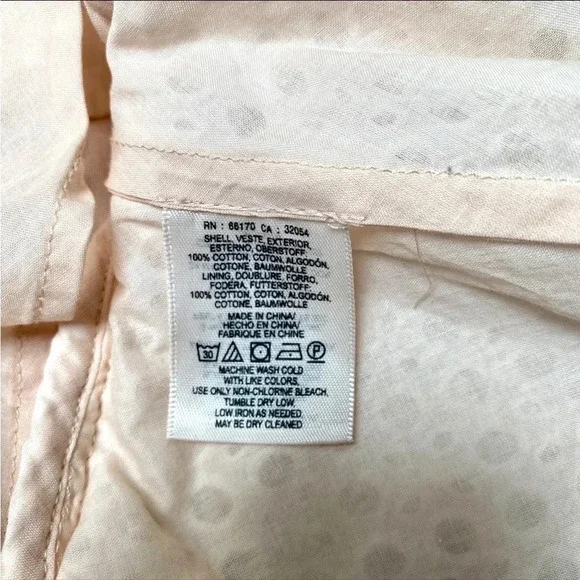 RN : 66170 CA : 32054
SHELL, VESTE, EXTERIOR,
ESTERNO, OBERSTOFF
100% COTTON, COTON, ALGODÓN,
COTONE, BAUMWOLLE
LINING, DOUBLURE, FORRO,
FODERA, FUTTERSTOFF
100% COTTON, COTON, ALGODÓN,
COTONE, BAUMWOLLE
MADE IN CHINA/
HECHO EN CHINA/
FABRIQUE EN CHINE
30 P
MACHINE WASH COLD
WITH LIKE COLORS,
USE ONLY NON-CHLORINE BLEACH,
TUMBLE DRY LOW,
LOW IRON AS NEEDED,
MAY BE DRY CLEANED